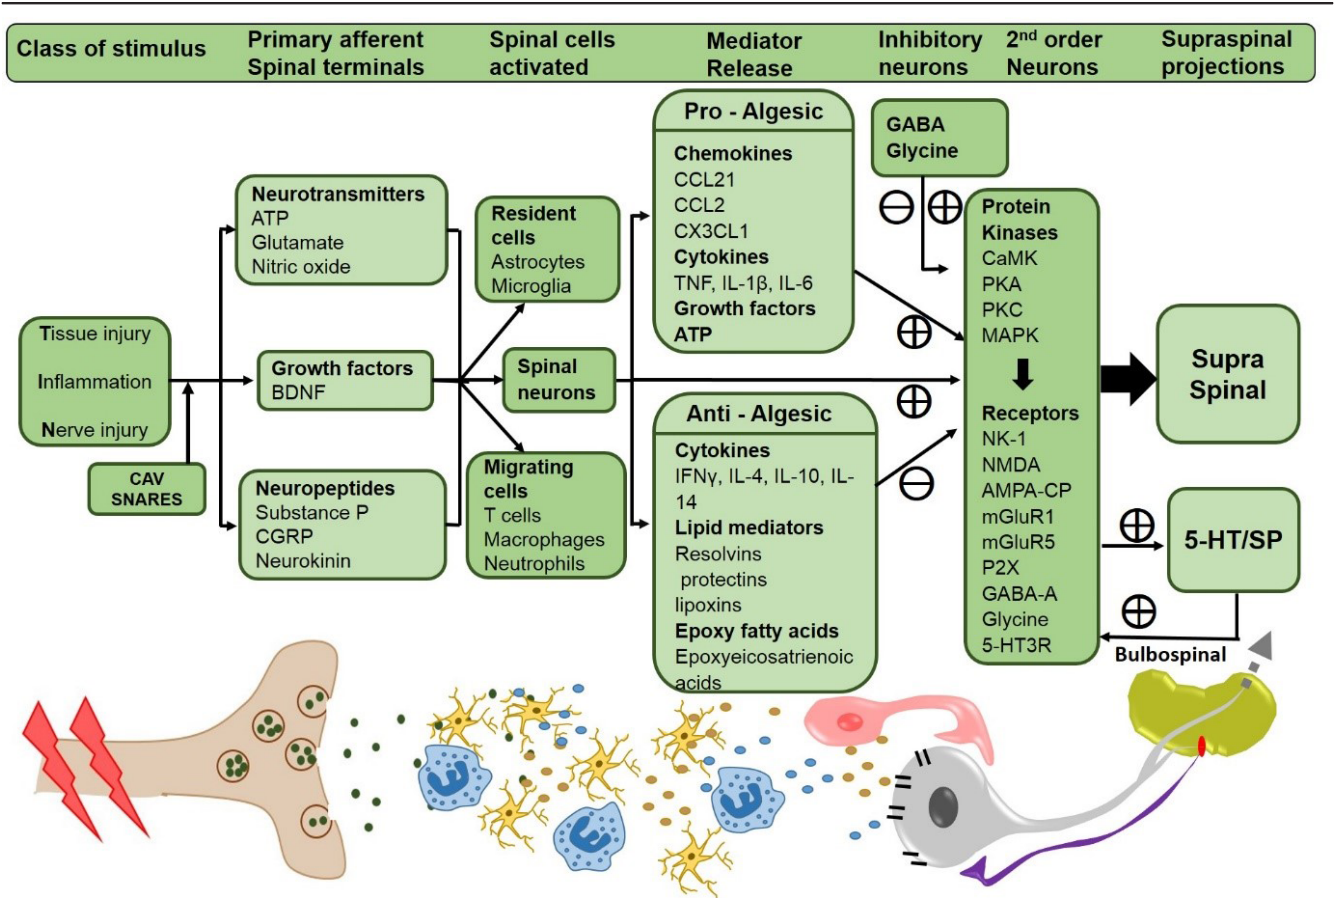 Class of stimulus
Primary afferent
Spinal terminals
Spinal cells
activated
Mediator
Release
Inhibitory
neurons
2nd order
Neurons
Supraspinal
projections
Tissue injury
Inflammation
Nerve injury
CAV
SNARES
Neurotransmitters
ATP
Glutamate
Nitric oxide
Growth factors
BDNF
Neuropeptides
Substance P
CGRP
Neurokinin
Resident
cells
Astrocytes
Microglia
Spinal
neurons
Migrating
cells
T cells
Macrophages
Neutrophils
Pro - Algesic
Chemokines
CCL21
CCL2
CX3CL1
Cytokines
TNF, IL-1β, IL-6
Growth factors
ATP
Anti - Algesic
Cytokines
IFNγ, IL-4, IL-10, IL-
14
Lipid mediators
Resolvins
protectins
lipoxins
Epoxy fatty acids
Epoxyeicosatrienoic
acids
GABA
Glycine
Protein
Kinases
CaMK
PKA
PKC
MAPK
Receptors
NK-1
NMDA
AMPA-CP
mGluR1
mGluR5
P2X
GABA-A
Glycine
5-HT3R
Supra
Spinal
5-HT/SP
Bulbospinal